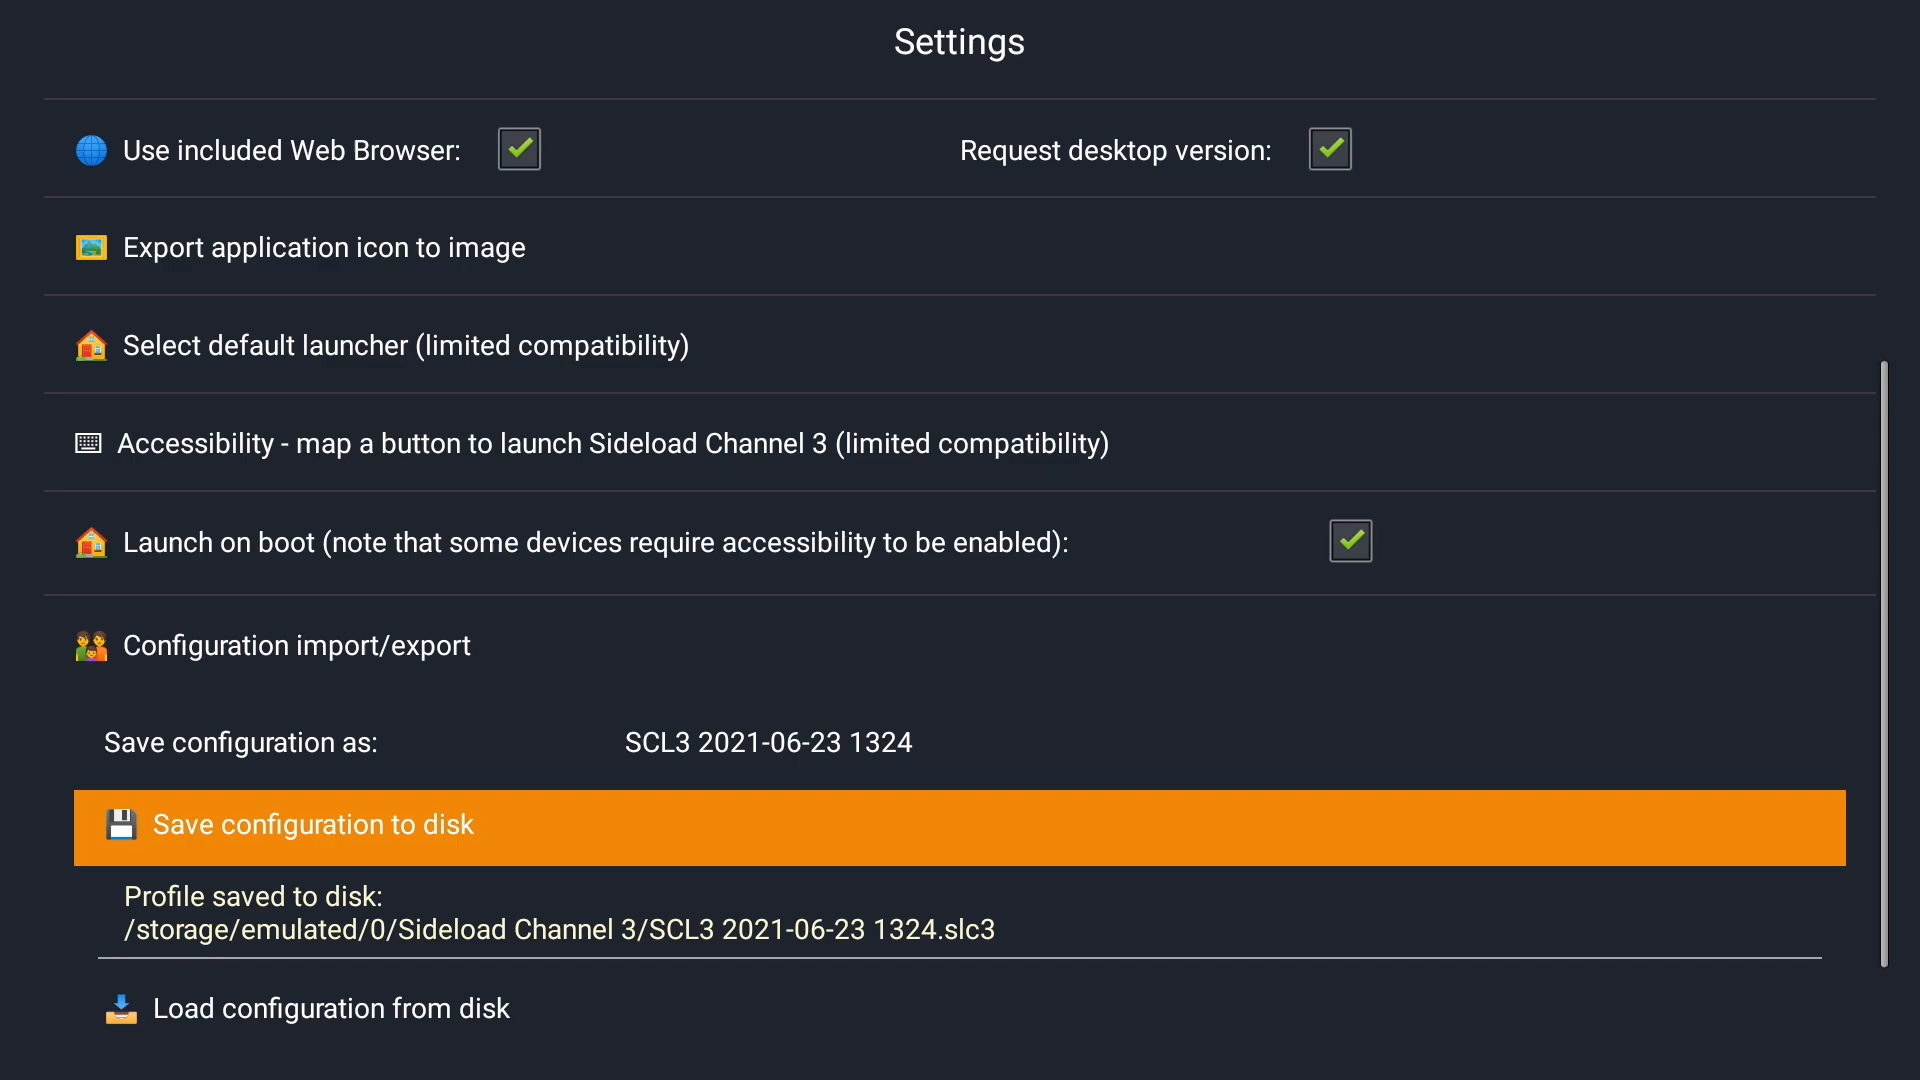 Settings
Use included Web Browser:
Request desktop version:
Export application icon to image
Select default launcher (limited compatibility)
Accessibility - map a button to launch Sideload Channel 3 (limited compatibility)
Launch on boot (note that some devices require accessibility to be enabled):
Configuration import/export
Save configuration as:
SCL3 2021-06-23 1324
Save configuration to disk
Profile saved to disk:
/storage/emulated/0/Sideload Channel 3/SCL3 2021-06-23 1324.slc3
Load configuration from disk